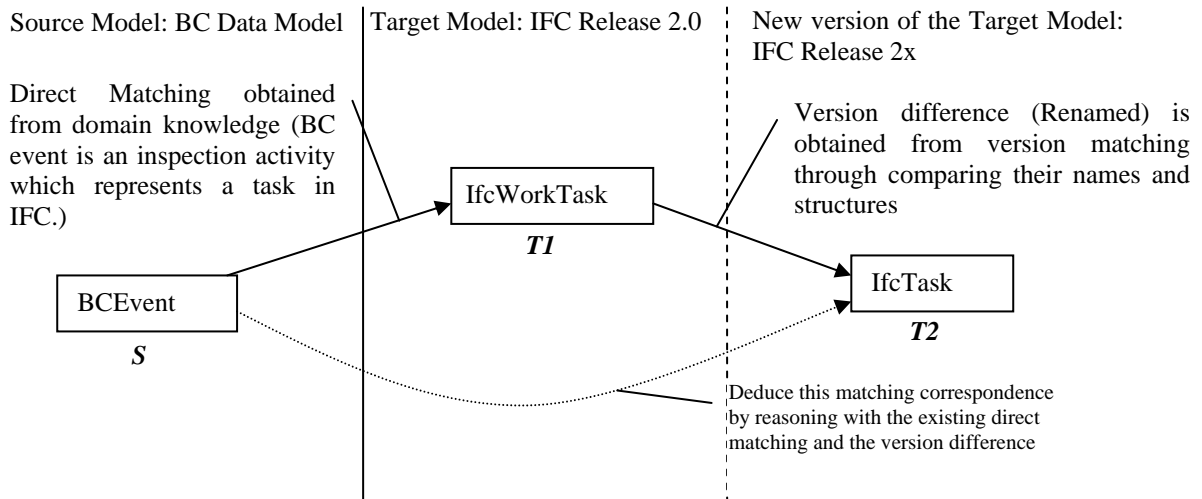 Source Model: BC Data Model
Target Model: IFC Release 2.0
New version of the Target Model:
IFC Release 2x
Direct Matching obtained
from domain knowledge (BC
event is an inspection activity
which represents a task in
IFC.)
Version difference (Renamed) is
obtained from version matching
through comparing their names and
structures
IfcWorkTask
T1
BCEvent
S
IfcTask
T2
Deduce this matching correspondence
by reasoning with the existing direct
matching and the version difference